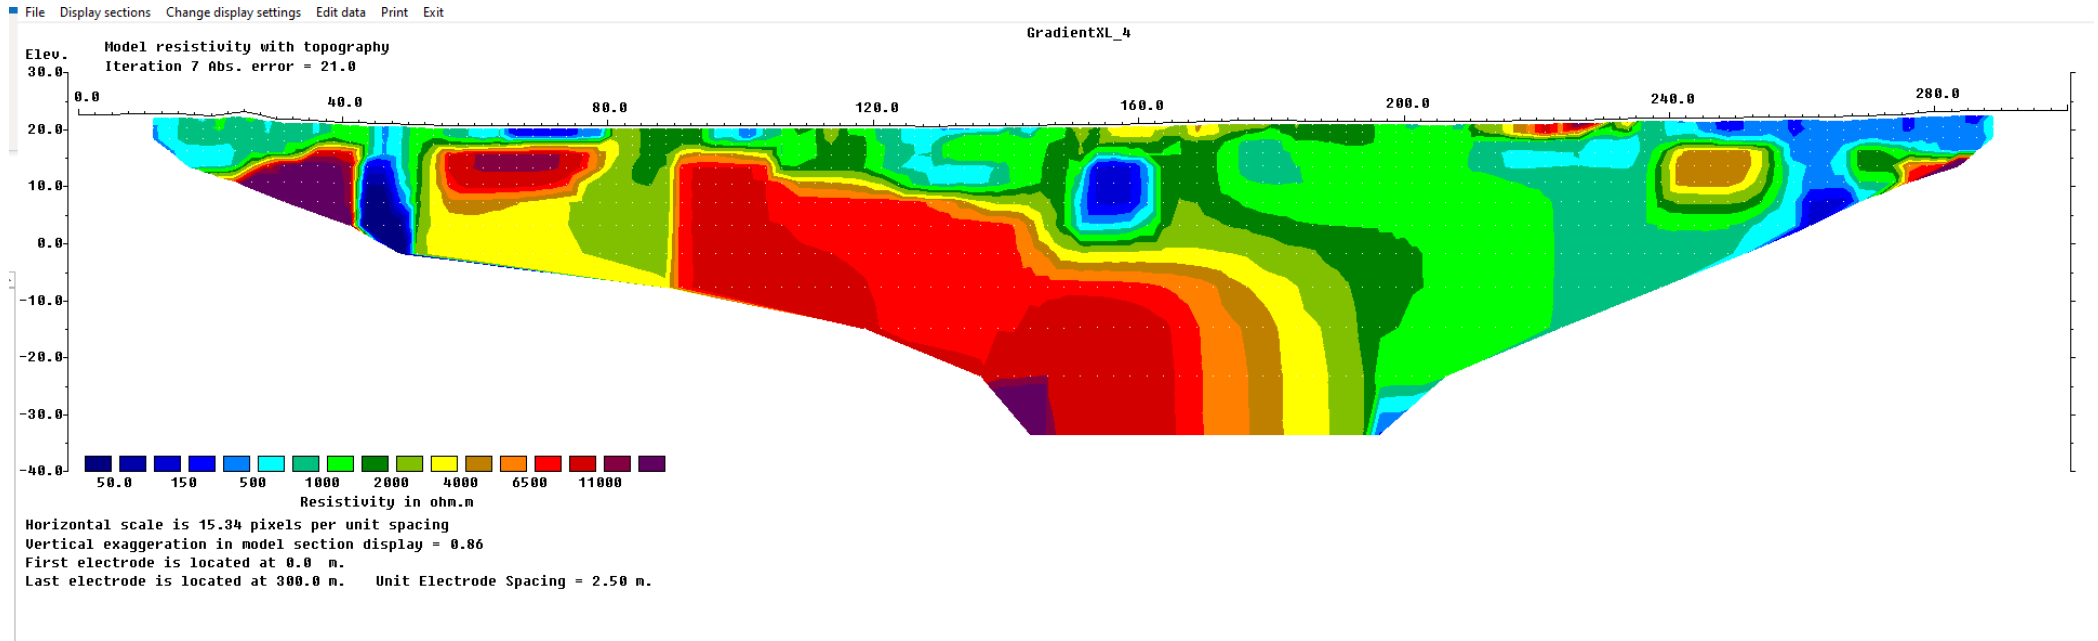 File Display sections Change display settings Edit data Print Exit
GradientXL_4
Model resistivity with topography
Elev.
Iteration 7 Abs. error = 21.0
30.0
0.0 40.0 80.0 120.0 160.0 200.0 240.0 280.0
20.0
10.0
0.0
-10.0
-20.0
-30.0
-40.0
50.0 150 500 1000 2000 4000 6500 11000
Resistivity in ohm.m
Horizontal scale is 15.34 pixels per unit spacing
Vertical exaggeration in model section display = 0.86
First electrode is located at 0.0 m.
Last electrode is located at 300.0 m. Unit Electrode Spacing = 2.50 m.